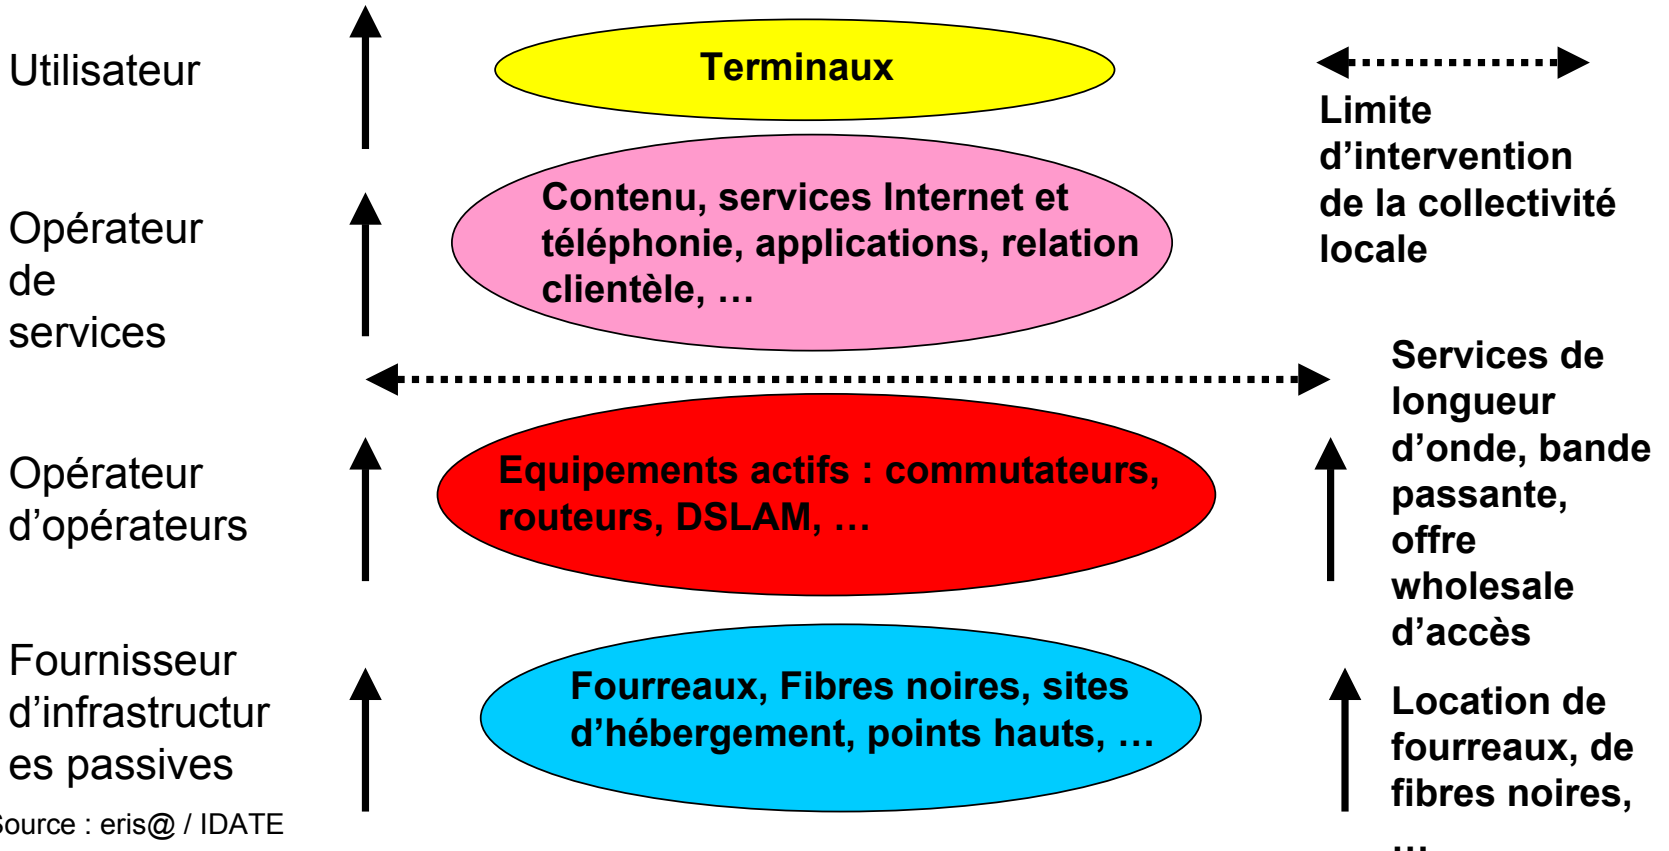 Utilisateur
Terminaux
Limite
d’intervention
de la collectivité
locale
Opérateur
de
services
Contenu, services Internet et
téléphonie, applications, relation
clientèle, …
Services de
longueur
d’onde, bande
passante,
offre
wholesale
d’accès
Opérateur
d’opérateurs
Equipements actifs : commutateurs,
routeurs, DSLAM, …
Fournisseur
d’infrastructur
es passives
Fourreaux, Fibres noires, sites
d’hébergement, points hauts, …
Location de
fourreaux, de
fibres noires,
…
Source : eris@ / IDATE